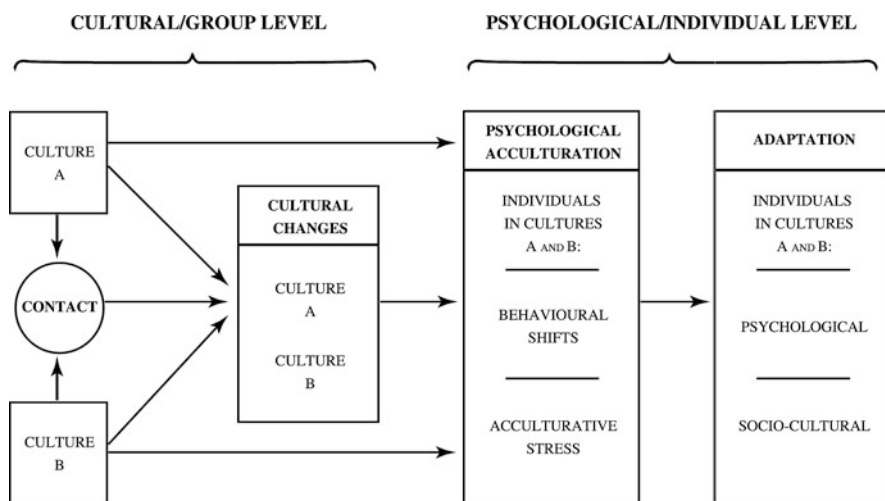 CULTURAL/GROUP LEVEL
PSYCHOLOGICAL/INDIVIDUAL LEVEL
CULTURE
A
CONTACT
CULTURE
B
CULTURAL
CHANGES
CULTURE
A
CULTURE
B
PSYCHOLOGICAL
ACCULTURATION
INDIVIDUALS
IN CULTURES
A AND B:
BEHAVIOURAL
SHIFTS
ACCULTURATIVE
STRESS
ADAPTATION
INDIVIDUALS
IN CULTURES
A AND B:
PSYCHOLOGICAL
SOCIO-CULTURAL